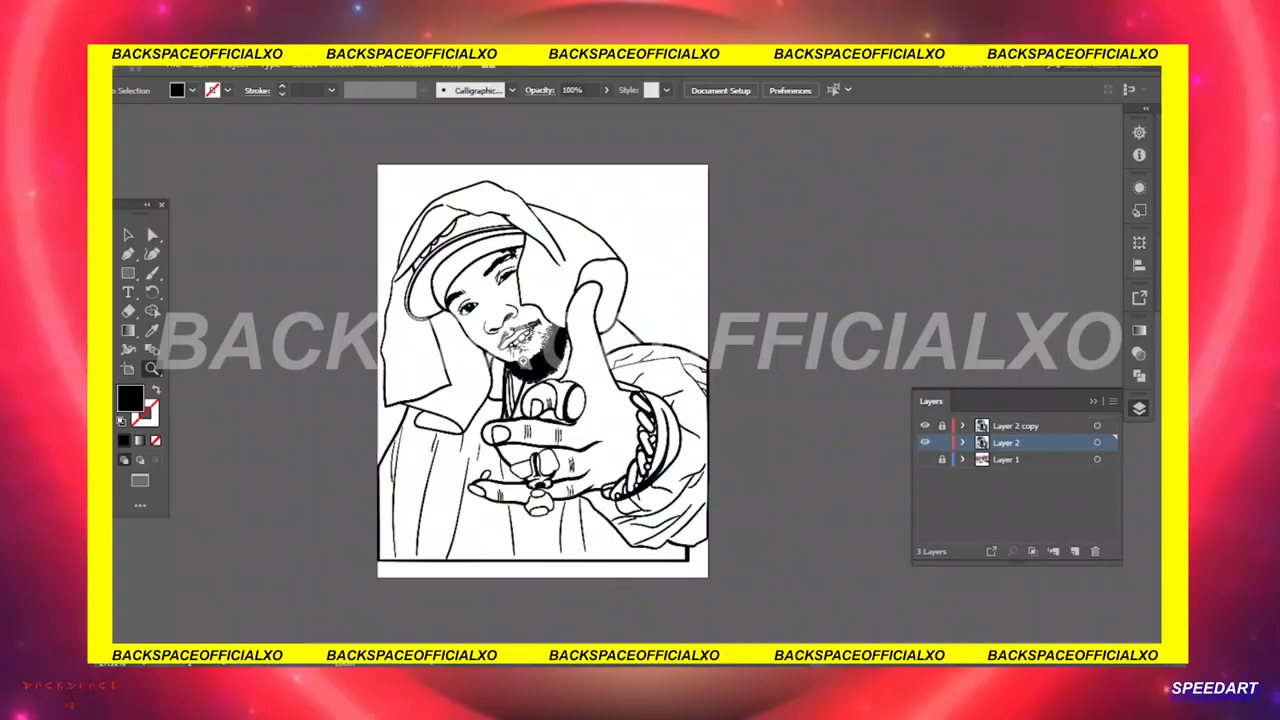 BACKSPACEOFFICIALXO BACKSPACEOFFICIALXO BACKSPACEOFFICIALXO BACKSPACEOFFICIALXO BACKSPACEOFFICIALXO
Selection Stroke: Calligraphic... Opacity: 100% Style: Document Setup Preferences
BACK FFICIALXO
Layers
Layer 2 copy
Layer 2
Layer 1
3 Layers
BACKSPACEOFFICIALXO BACKSPACEOFFICIALXO BACKSPACEOFFICIALXO BACKSPACEOFFICIALXO BACKSPACEOFFICIALXO
SPEEDART